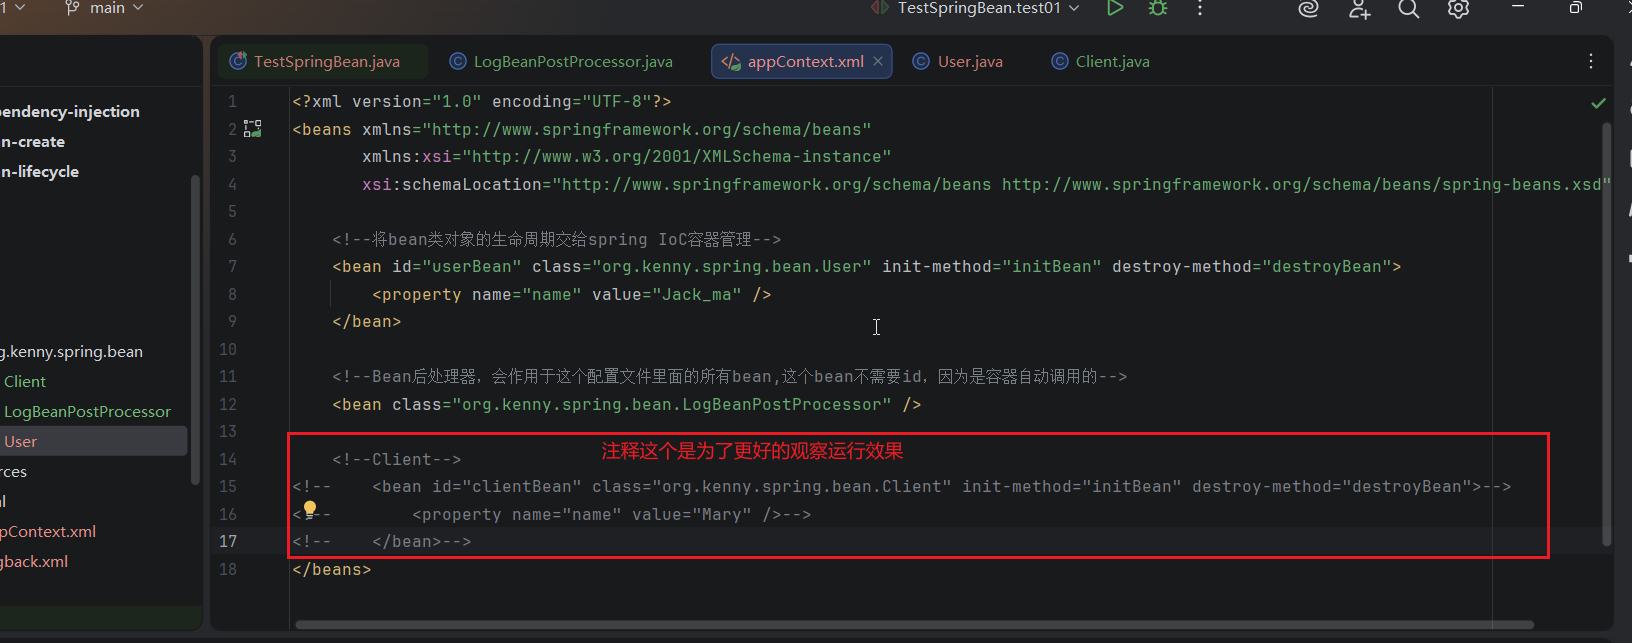 1
main
TestSpringBean.test01
TestSpringBean.java
LogBeanPostProcessor.java
appContext.xml
User.java
Client.java
pendency-injection
n-create
n-lifecycle
g.kenny.spring.bean
Client
LogBeanPostProcessor
User
rces
l
pContext.xml
gback.xml
1 <?xml version="1.0" encoding="UTF-8"?>
2 <beans xmlns="http://www.springframework.org/schema/beans"
3 xmlns:xsi="http://www.w3.org/2001/XMLSchema-instance"
4 xsi:schemaLocation="http://www.springframework.org/schema/beans http://www.springframework.org/schema/beans/spring-beans.xsd"
5
6 <!--将bean类对象的生命周期交给spring IoC容器管理-->
7 <bean id="userBean" class="org.kenny.spring.bean.User" init-method="initBean" destroy-method="destroyBean">
8 <property name="name" value="Jack_ma" />
9 </bean>
10
11 <!--Bean后处理器，会作用于这个配置文件里面的所有bean,这个bean不需要id，因为是容器自动调用的-->
12 <bean class="org.kenny.spring.bean.LogBeanPostProcessor" />
13
注释这个是为了更好的观察运行效果
14 <!--Client-->
15 <!-- <bean id="clientBean" class="org.kenny.spring.bean.Client" init-method="initBean" destroy-method="destroyBean">-->
16 <!-- <property name="name" value="Mary" />-->
17 <!-- </bean>-->
18 </beans>